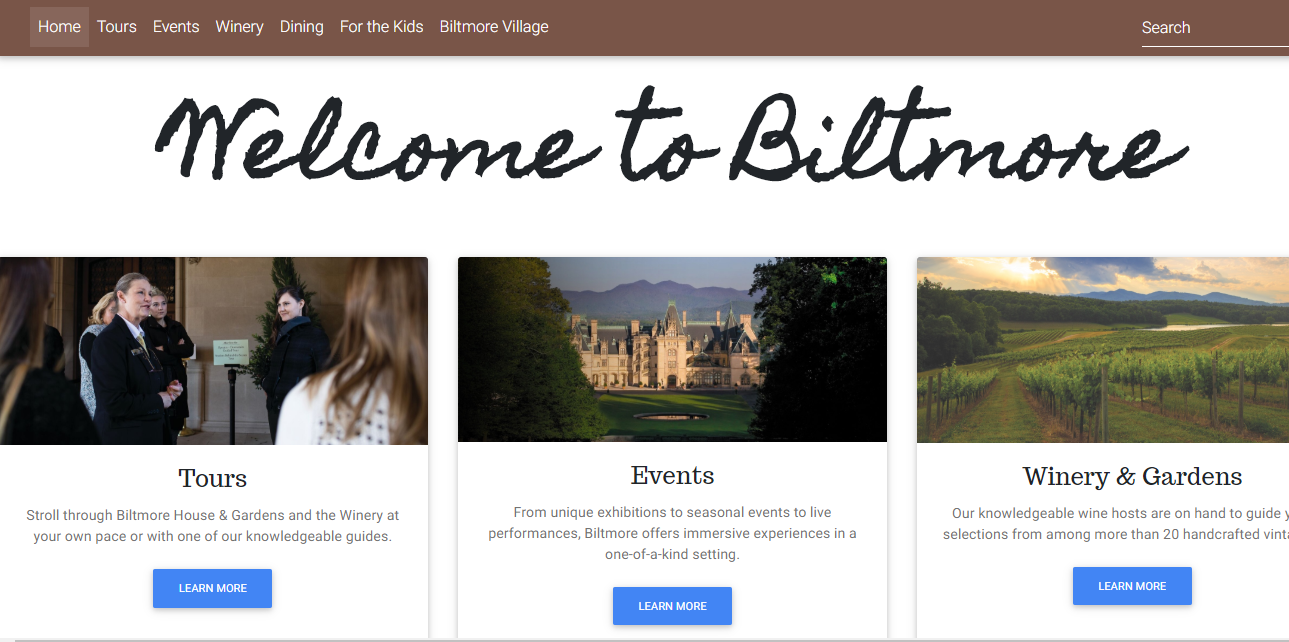 Home Tours Events Winery Dining For the Kids Biltmore Village Search
Welcome to Biltmore
Tours
Stroll through Biltmore House & Gardens and the Winery at
your own pace or with one of our knowledgeable guides.
LEARN MORE
Events
From unique exhibitions to seasonal events to live
performances, Biltmore offers immersive experiences in a
one-of-a-kind setting.
LEARN MORE
Winery & Gardens
Our knowledgeable wine hosts are on hand to guide
selections from among more than 20 handcrafted
LEARN MORE